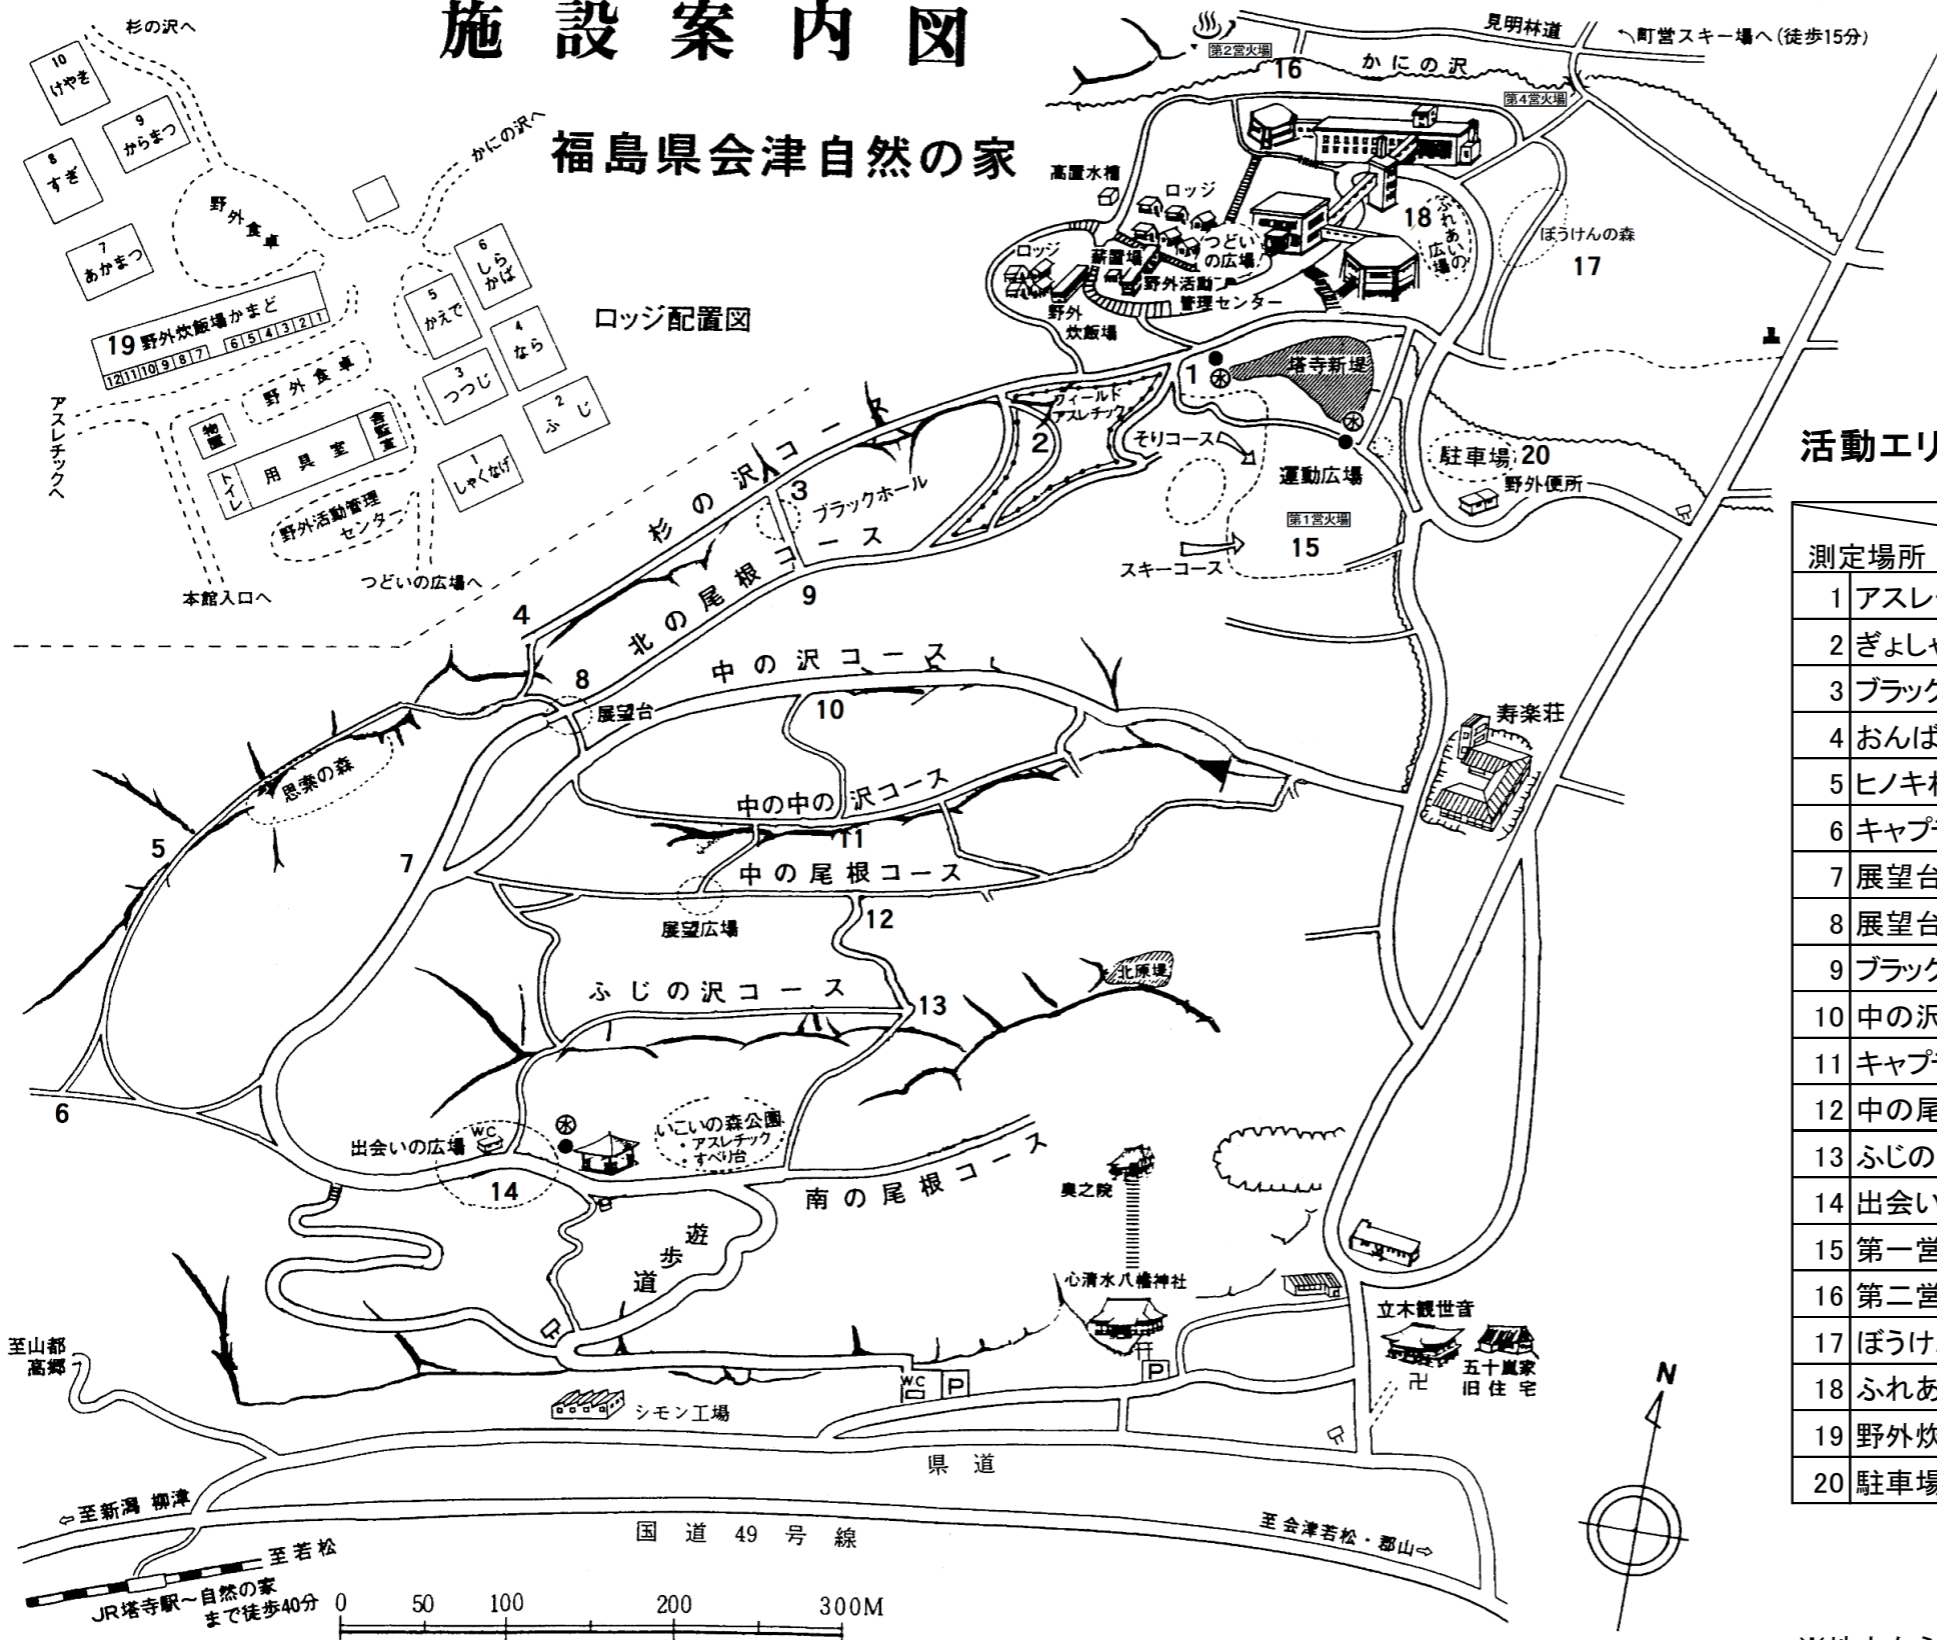 施設案内図
福島県会津自然の家
ロッジ配置図
杉の沢へ
かにの沢へ
10
けやき
9
からまつ
8
すぎ
7
あかまつ
野外食卓
6
しらかば
5
かえで
4
なら
3
つつじ
2
ふじ
1
しゃくなげ
19 野外炊飯場かまど
12 11 10 9 8 7 6 5 4 3 2 1
野外食卓
物置
用具室
トイレ
野外活動管理
センター
アスレチックへ
本館入口へ
つどいの広場へ
第2営火場
16
見明林道
町営スキー場へ(徒歩15分)
かにの沢
第4営火場
高置水槽
ロッジ
ロッジ
薪置場
つどい
の広場
野外活動
管理センター
野外
炊飯場
18
ふれあいの広場
ぼうけんの森
17
1
水
塔寺新堤
水
フィールド
アスレチック
2
そりコース
運動広場
駐車場 20
野外便所
第1営火場
15
スキーコース
杉の沢コース
3
ブラックホール
北の尾根コース
9
4
8
展望台
中の沢コース
10
中の中の沢コース
11
思索の森
5
7
中の尾根コース
展望広場
12
寿楽荘
北原堤
ふじの沢コース
13
6
出会いの広場
WC
14
水
いこいの森公園
・アスレチック
・すべり台
南の尾根コース
遊歩道
奥之院
心清水八幡神社
立木観世音
五十嵐家
旧住宅
卍
至山都
高郷
シモン工場
WC
P
P
県道
国道49号線
⇦至新潟 柳津
至会津若松・郡山⇨
至若松
JR塔寺駅〜自然の家
まで徒歩40分
0 50 100 200 300M
N
活動エリ
測定場所
1 アスレ
2 ぎょし
3 ブラック
4 おんば
5 ヒノキ
6 キャプ
7 展望台
8 展望台
9 ブラック
10 中の沢
11 キャプ
12 中の尾
13 ふじの
14 出会い
15 第一営
16 第二営
17 ぼうけ
18 ふれあ
19 野外炊
20 駐車場